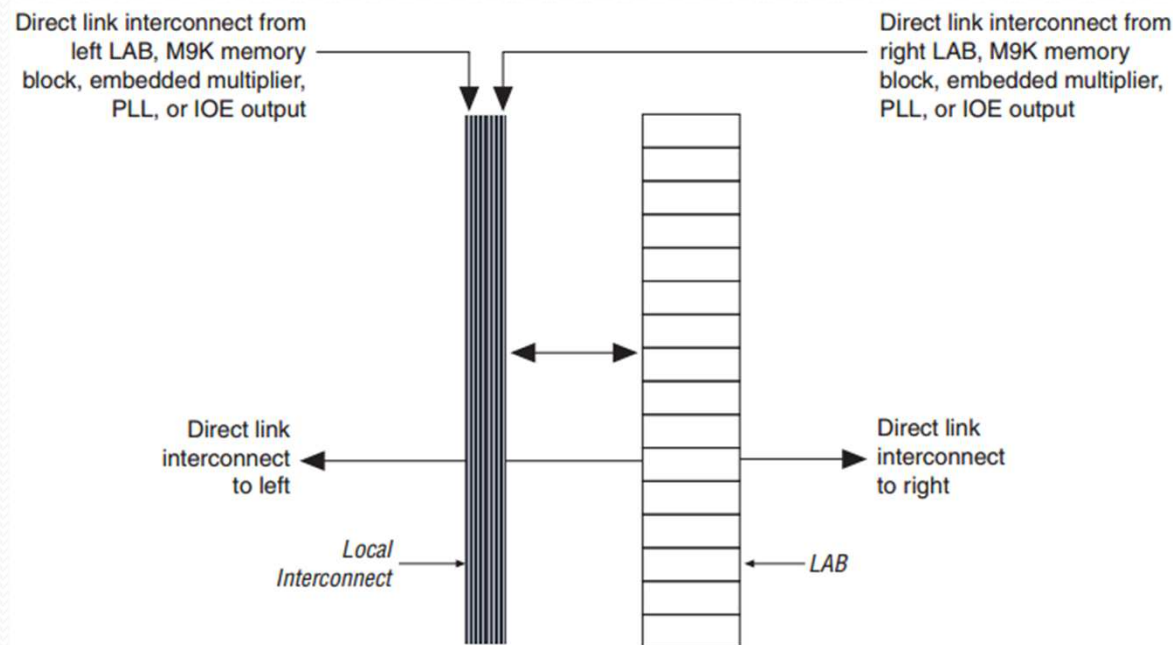 Direct link interconnect from
left LAB, M9K memory
block, embedded multiplier,
PLL, or IOE output
Direct link interconnect from
right LAB, M9K memory
block, embedded multiplier,
PLL, or IOE output
Direct link
interconnect
to left
Direct link
interconnect
to right
Local
Interconnect
LAB